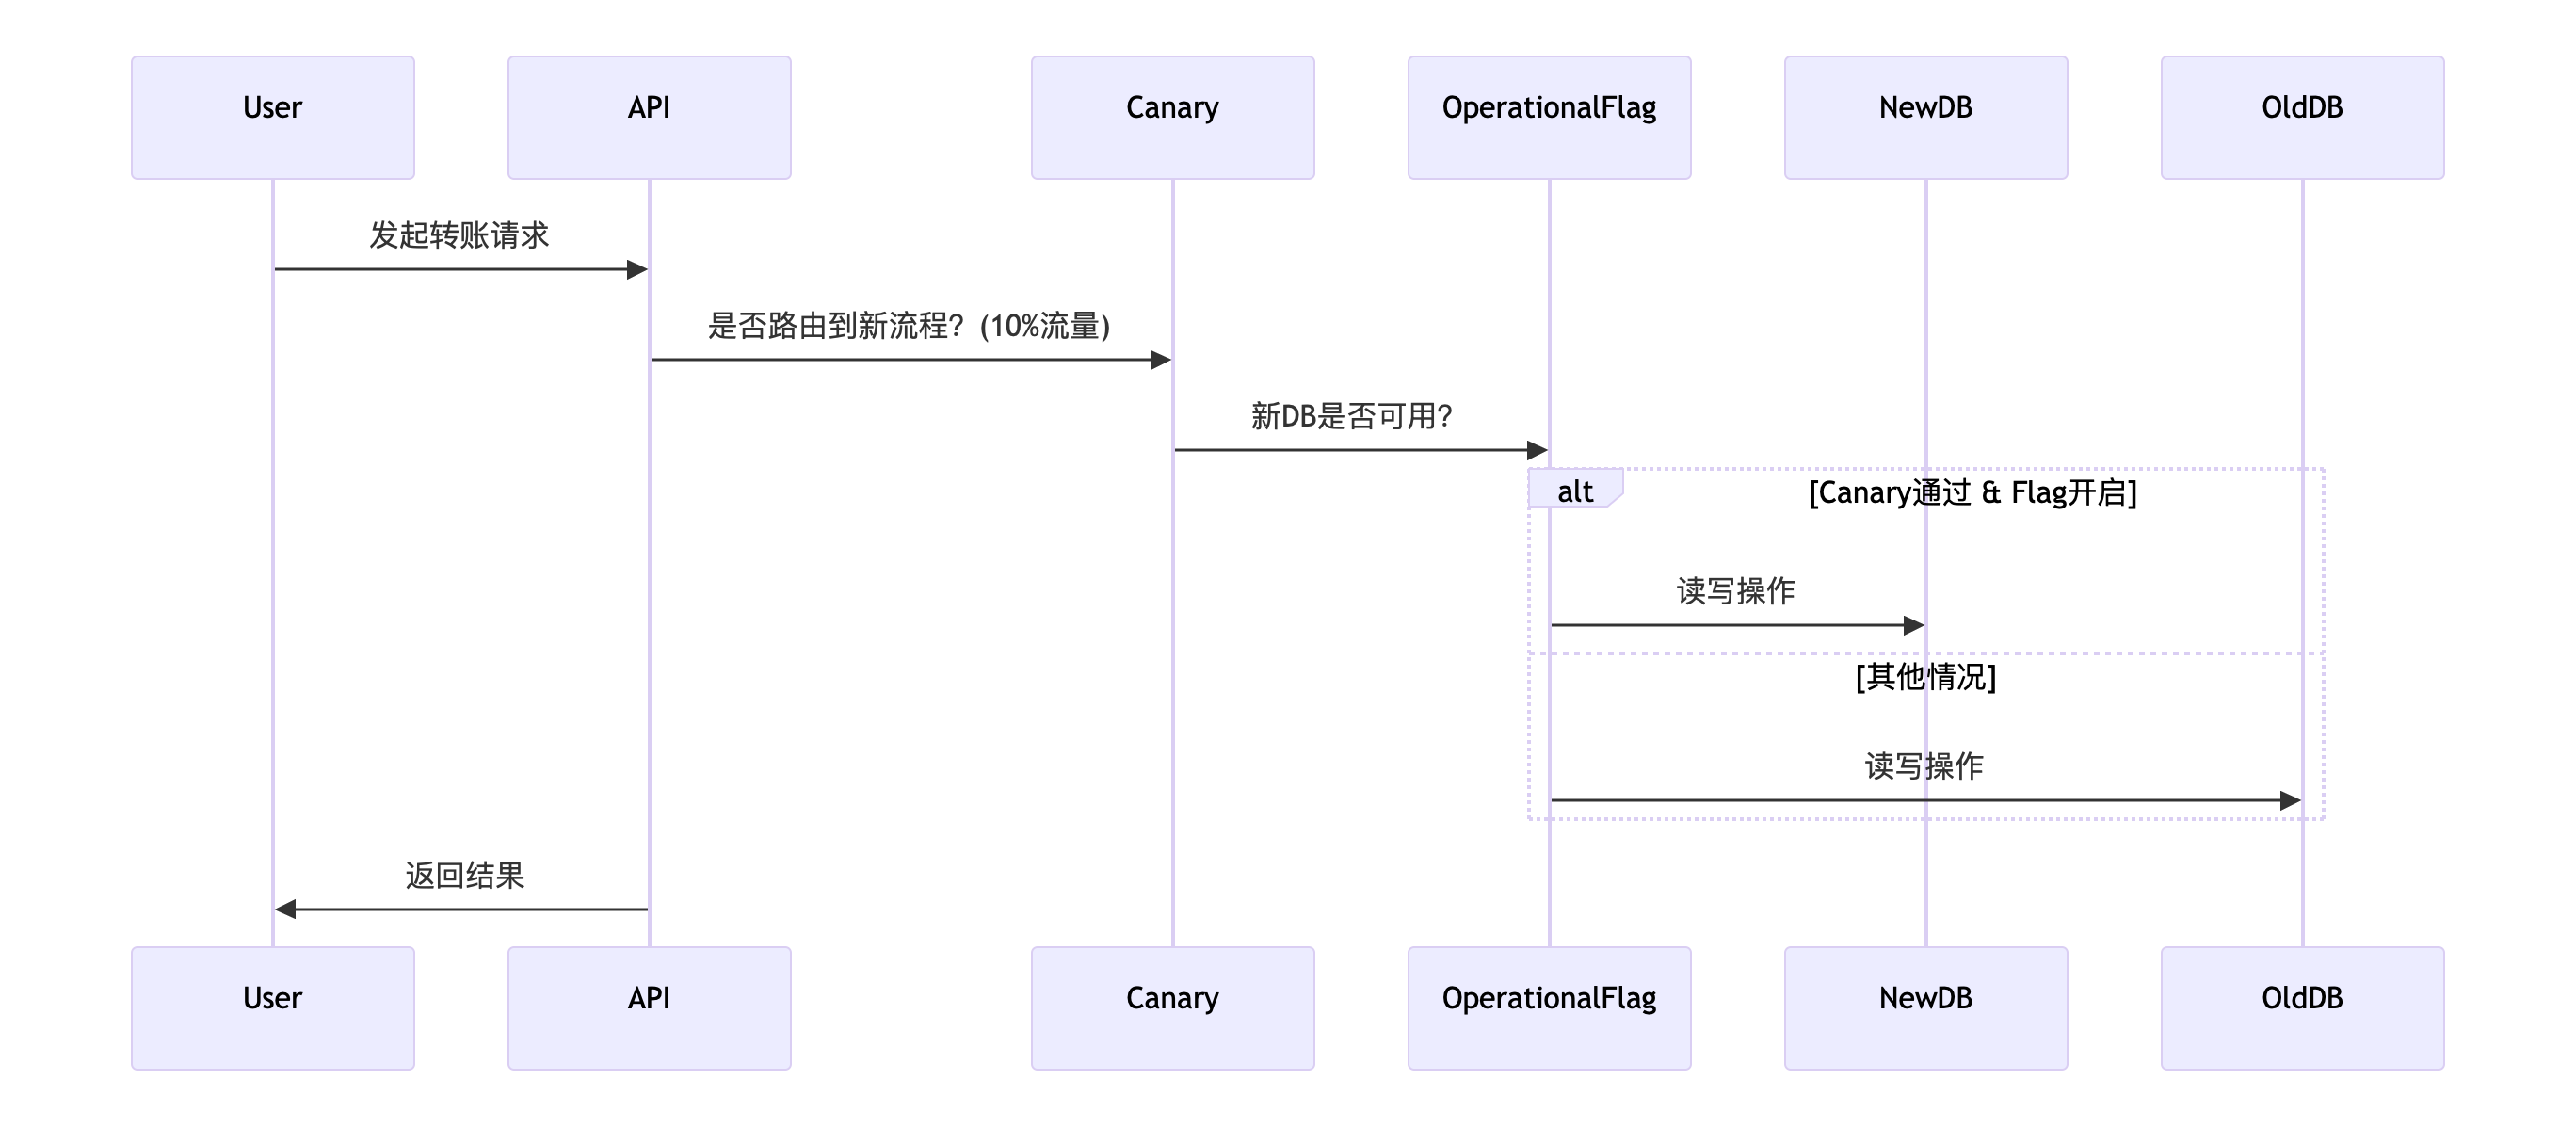 User
API
Canary
OperationalFlag
NewDB
OldDB
发起转账请求
是否路由到新流程？(10%流量)
新DB是否可用？
alt
[Canary通过 & Flag开启]
读写操作
[其他情况]
读写操作
返回结果
User
API
Canary
OperationalFlag
NewDB
OldDB